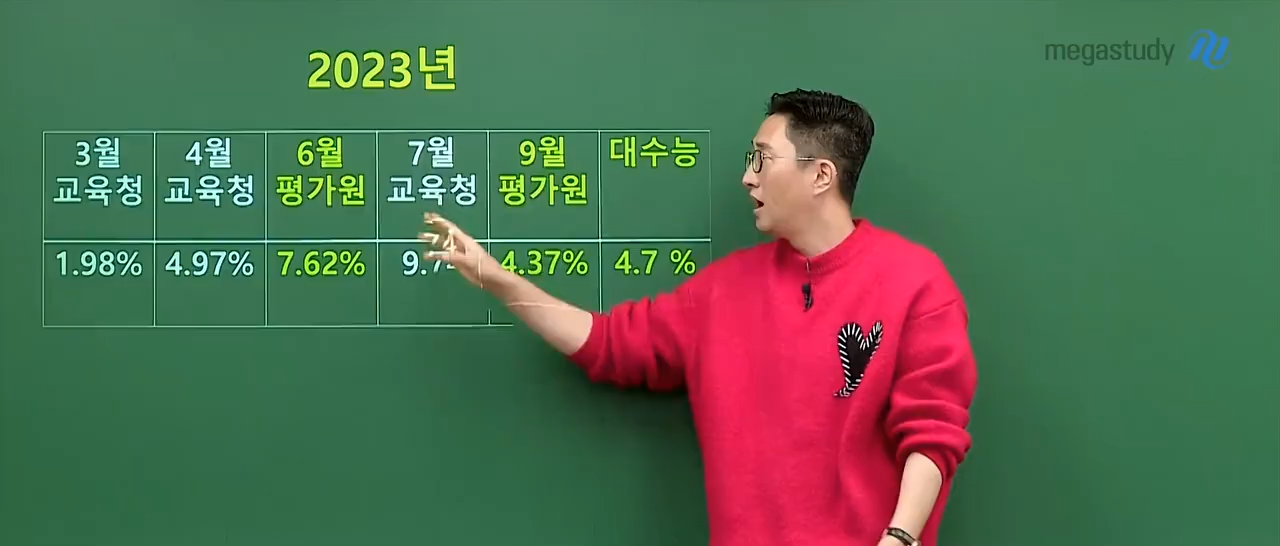 megastudy
2023년
3월 교육청
4월 교육청
6월 평가원
7월 교육청
9월 평가원
대수능
1.98%
4.97%
7.62%
4.37%
4.7 %